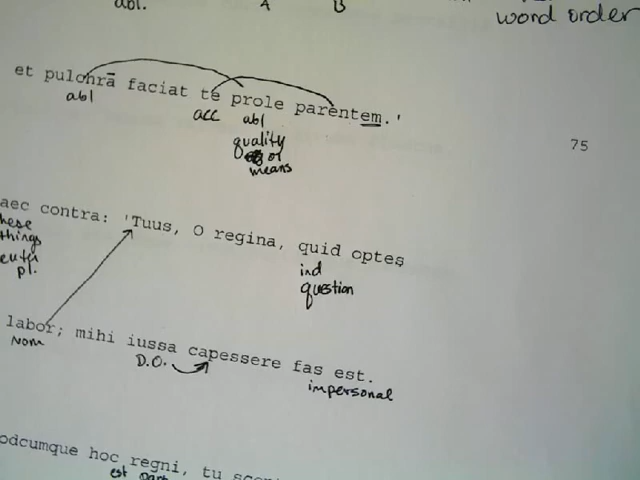 abl. A B
word order
et pulchrā faciat te prole parentem.'
abl acc abl
quality
or
means
75
aec contra: 'Tuus, O regina, quid optes
hese
things
neut.
pl.
ind
question
labor; mihi iussa capessere fas est.
Nom D.O. impersonal
odcumque hoc regni, tu
est part